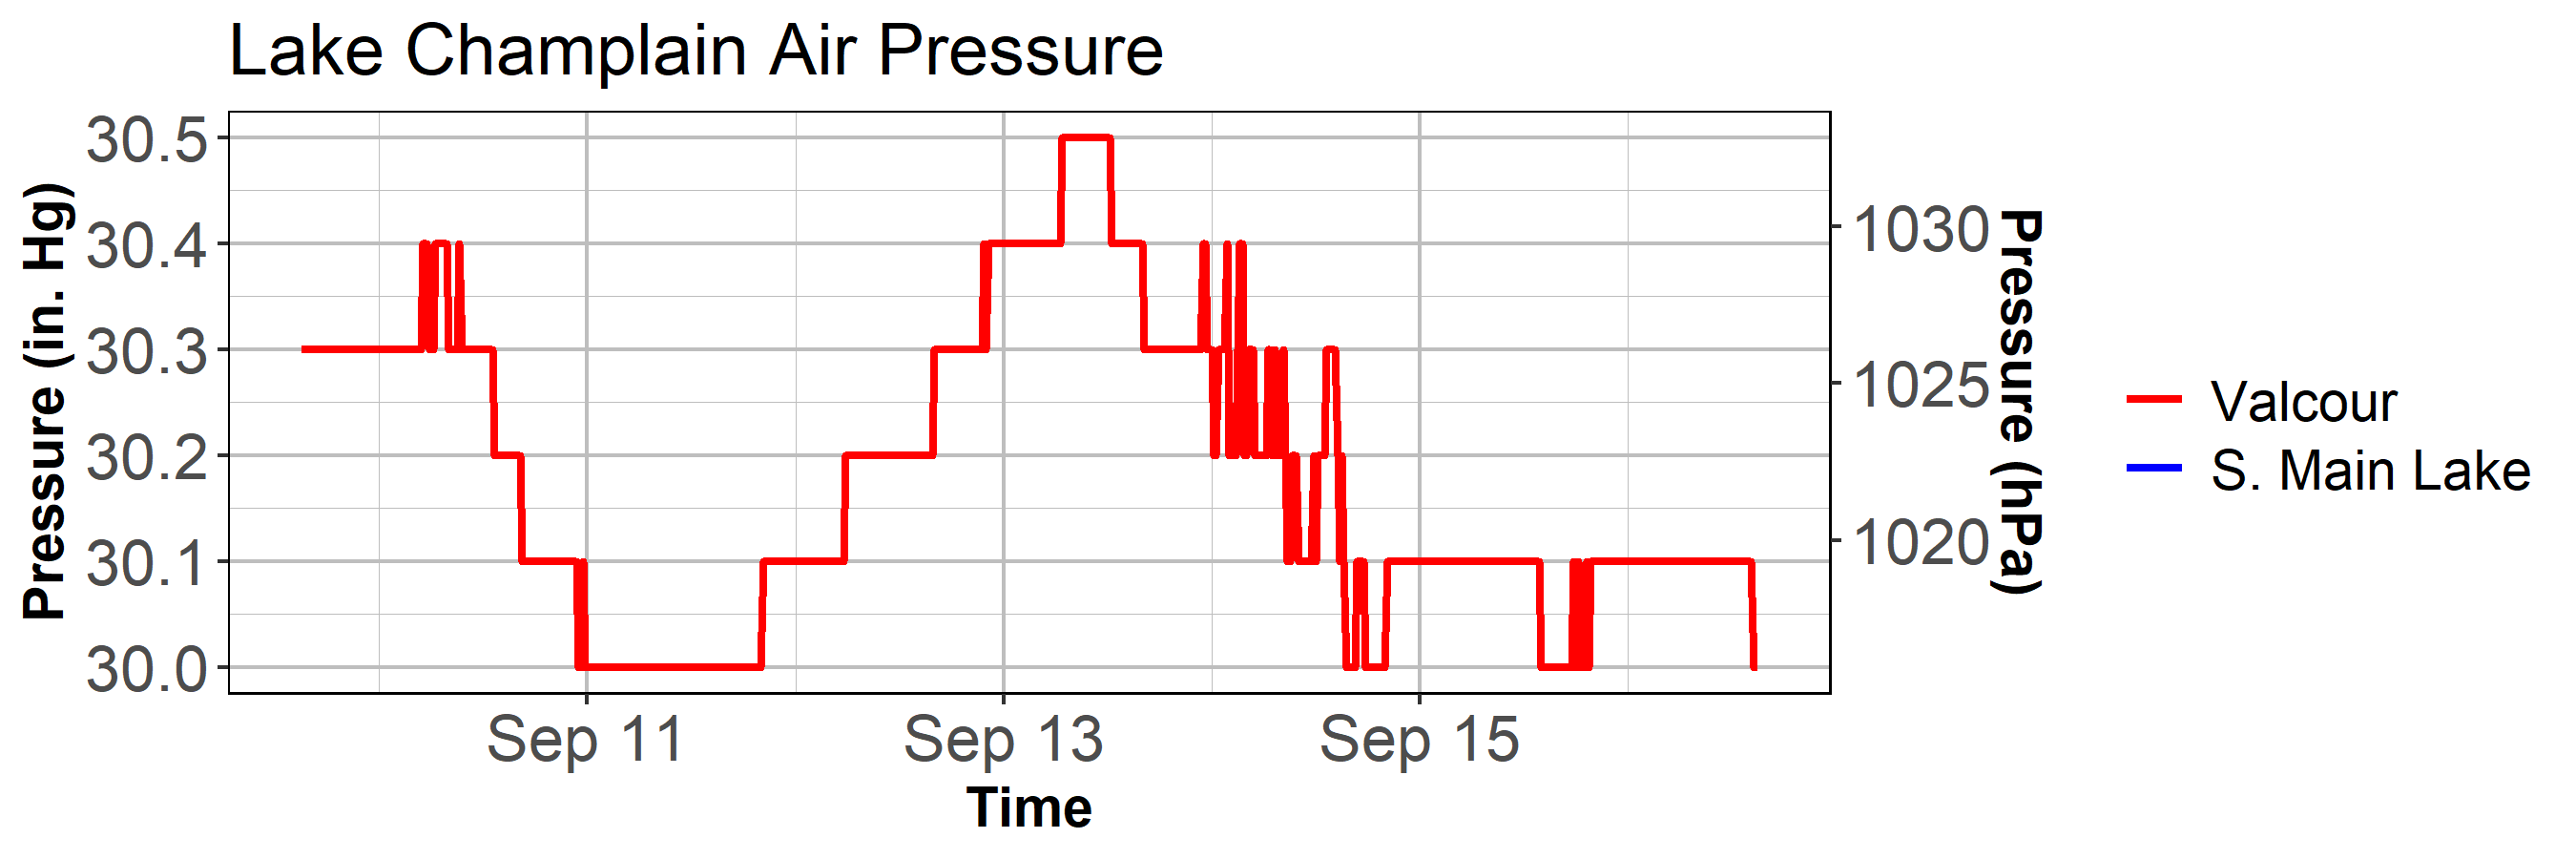 Lake Champlain Air Pressure
Pressure (in. Hg)
30.5
30.4
30.3
30.2
30.1
30.0
Sep 11
Sep 13
Sep 15
Time
1030
1025
1020
Pressure (hPa)
Valcour
S. Main Lake